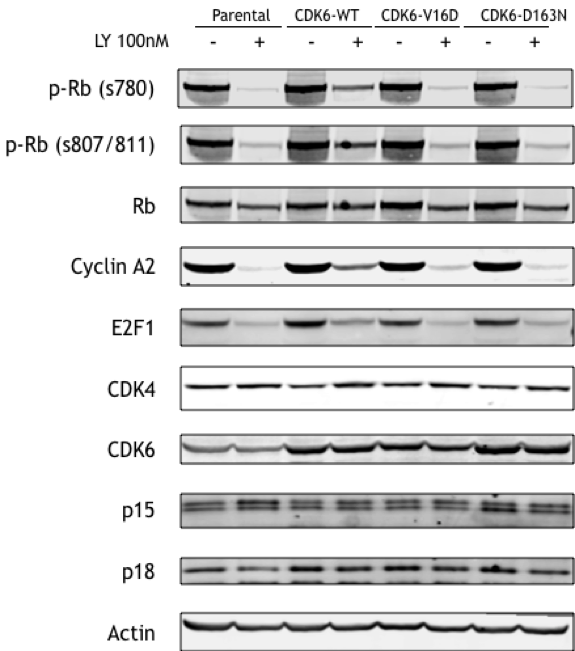 Parental CDK6-WT CDK6-V16D CDK6-D163N
LY 100nM - + - + - + - +
p-Rb (s780)
p-Rb (s807/811)
Rb
Cyclin A2
E2F1
CDK4
CDK6
p15
p18
Actin